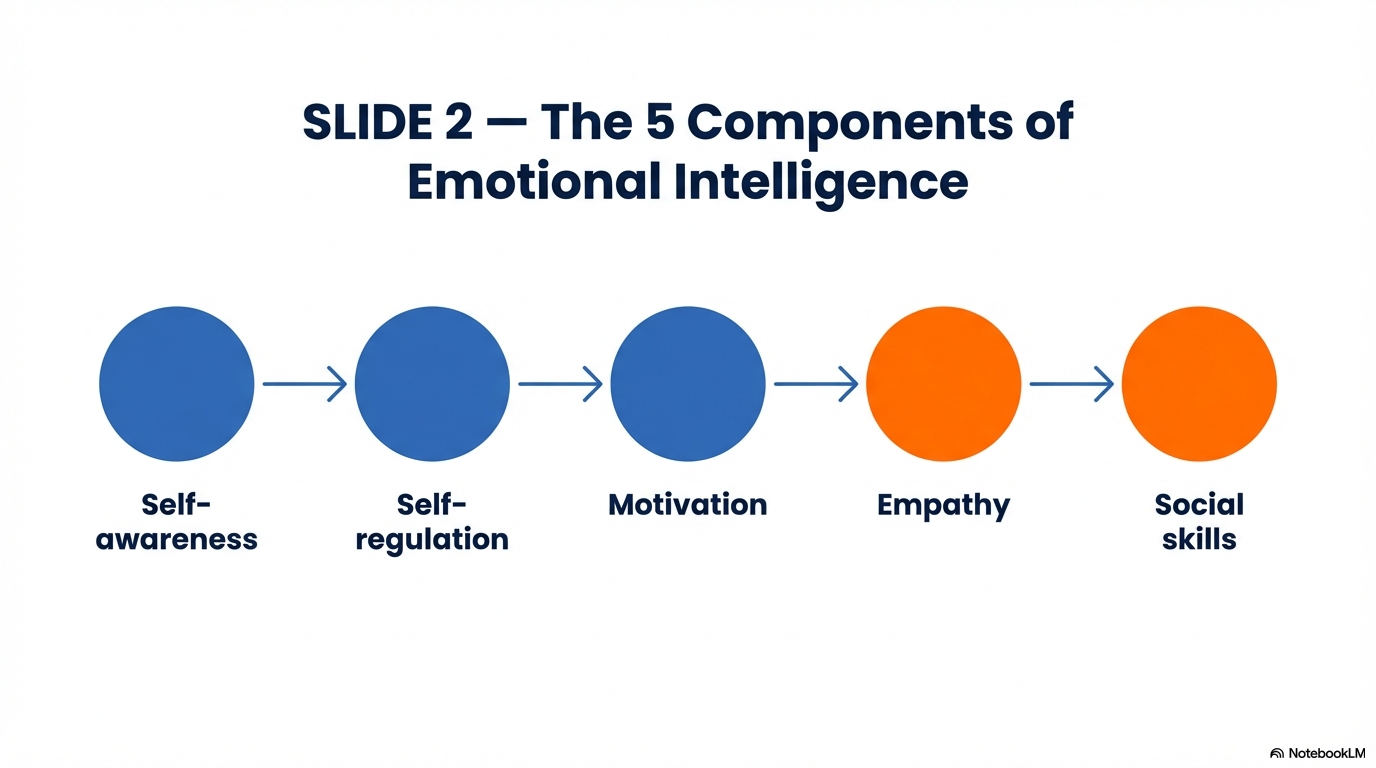 SLIDE 2 — The 5 Components of
Emotional Intelligence
Self-
awareness
Self-
regulation
Motivation
Empathy
Social
skills
NotebookLM